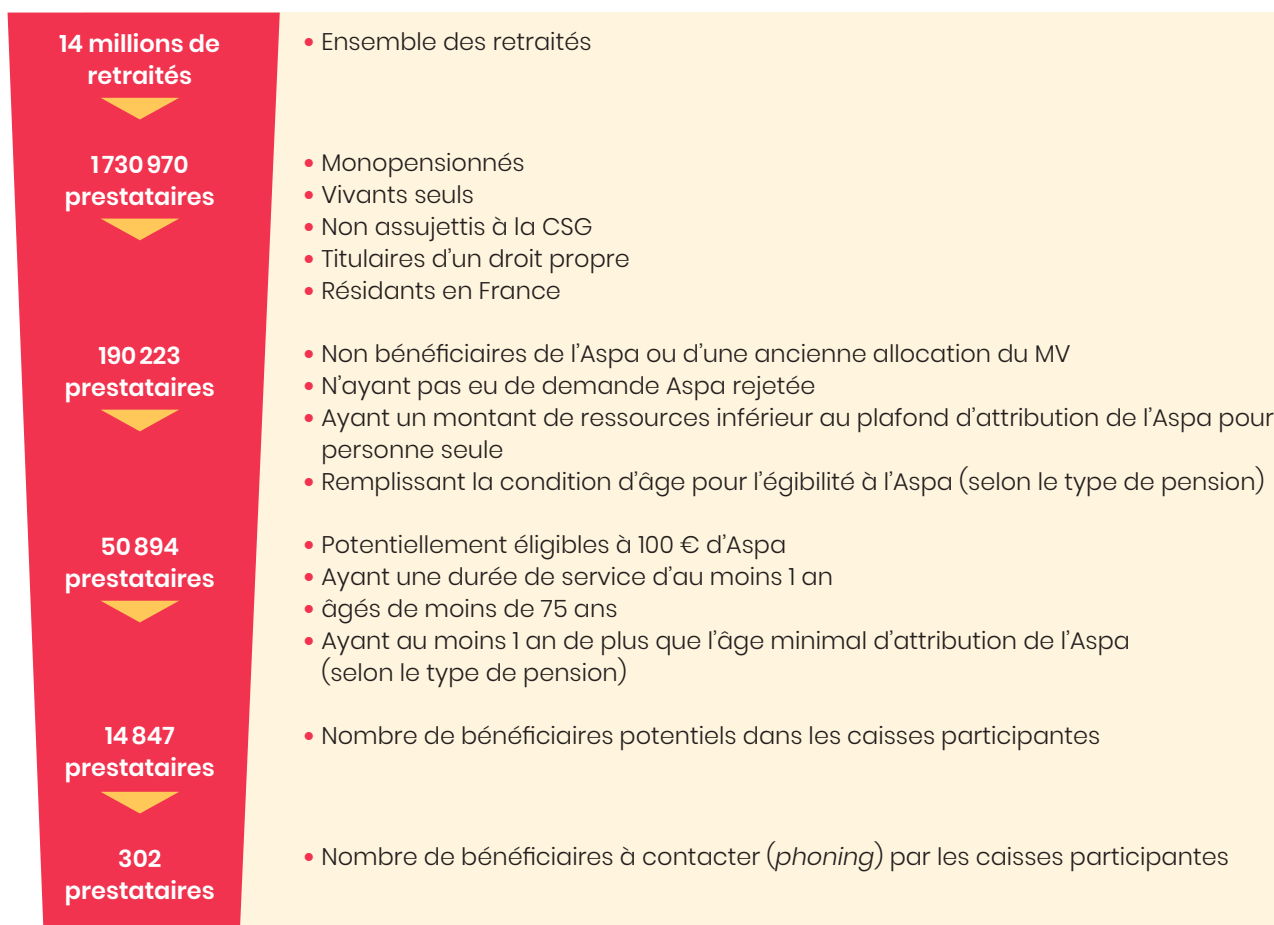 14 millions de
retraités
• Ensemble des retraités
1 730 970
prestataires
• Monopensionnés
• Vivants seuls
• Non assujettis à la CSG
• Titulaires d'un droit propre
• Résidants en France
190 223
prestataires
• Non bénéficiaires de l'Aspa ou d'une ancienne allocation du MV
• N'ayant pas eu de demande Aspa rejetée
• Ayant un montant de ressources inférieur au plafond d'attribution de l'Aspa pour
personne seule
• Remplissant la condition d'âge pour l'égibilité à l'Aspa (selon le type de pension)
50 894
prestataires
• Potentiellement éligibles à 100 € d'Aspa
• Ayant une durée de service d'au moins 1 an
• âgés de moins de 75 ans
• Ayant au moins 1 an de plus que l'âge minimal d'attribution de l'Aspa
(selon le type de pension)
14 847
prestataires
• Nombre de bénéficiaires potentiels dans les caisses participantes
302
prestataires
• Nombre de bénéficiaires à contacter (phoning) par les caisses participantes